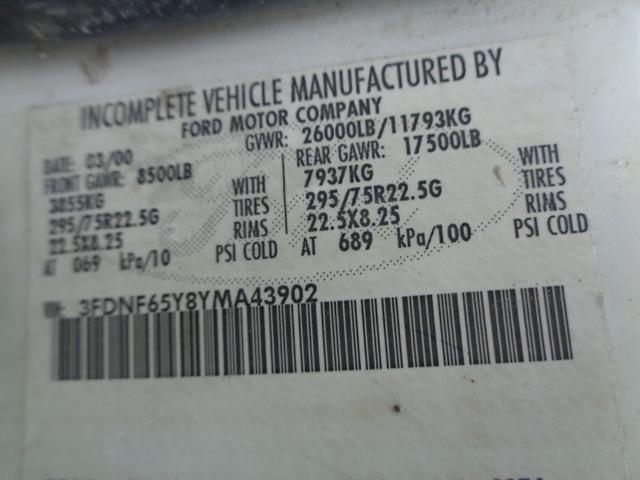 INCOMPLETE VEHICLE MANUFACTURED BY
FORD MOTOR COMPANY
DATE: 03/00 GVWR: 26000LB/11793KG
FRONT GAWR: 8500LB REAR GAWR: 17500LB
3855KG WITH 7937KG WITH
295/75R22.5G TIRES 295/75R22.5G TIRES
22.5X8.25 RIMS 22.5X8.25 RIMS
AT 069 kPa/10 PSI COLD AT 689 kPa/100 PSI COLD
VIN: 3FDNF65Y8YMA43902